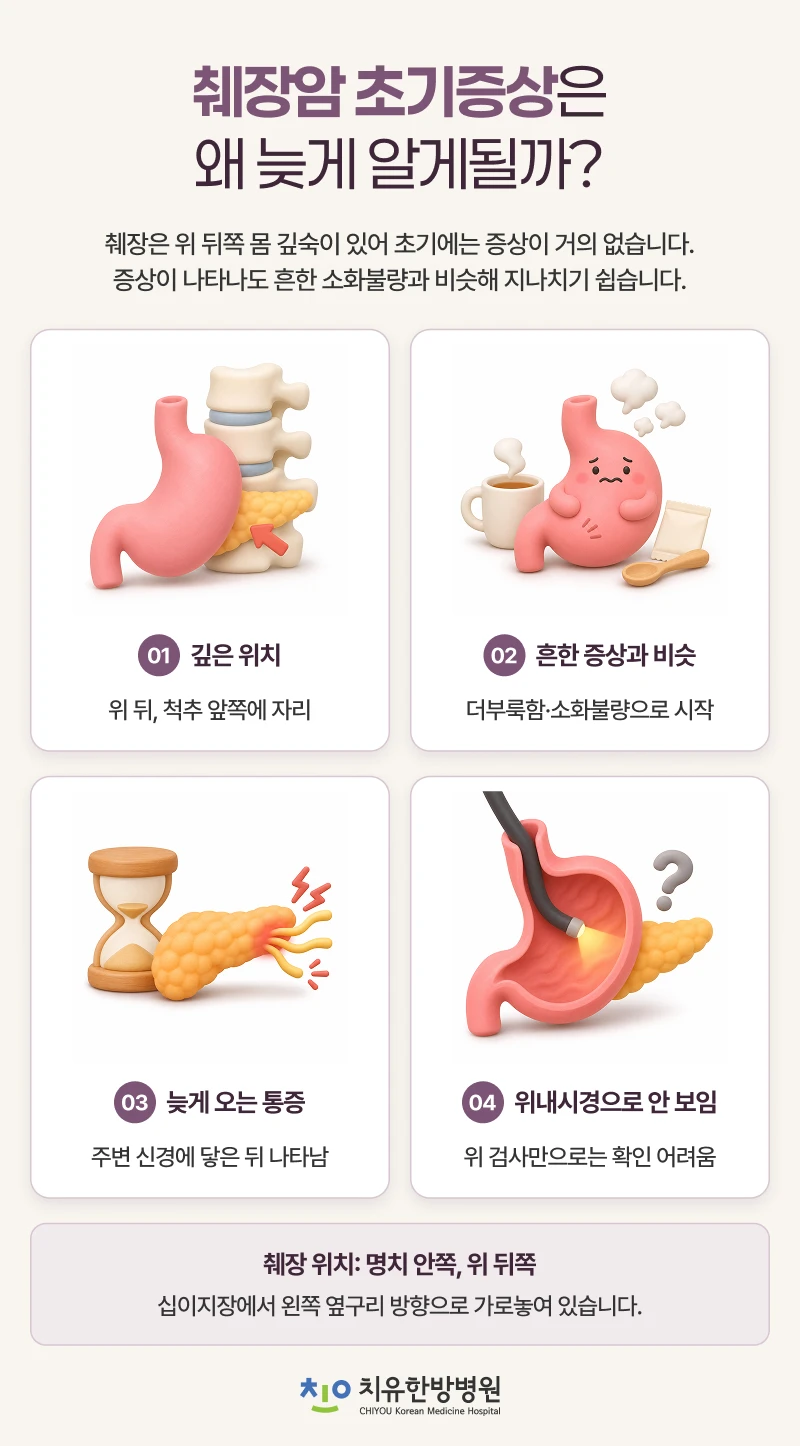 췌장암 초기증상은
왜 늦게 알게될까?
췌장은 위 뒤쪽 몸 깊숙이 있어 초기에는 증상이 거의 없습니다.
증상이 나타나도 흔한 소화불량과 비슷해 지나치기 쉽습니다.
01 깊은 위치
위 뒤, 척추 앞쪽에 자리
02 흔한 증상과 비슷
더부룩함·소화불량으로 시작
03 늦게 오는 통증
주변 신경에 닿은 뒤 나타남
04 위내시경으로 안 보임
위 검사만으로는 확인 어려움
췌장 위치: 명치 안쪽, 위 뒤쪽
십이지장에서 왼쪽 옆구리 방향으로 가로놓여 있습니다.
치유한방병원
CHIYOU Korean Medicine Hospital